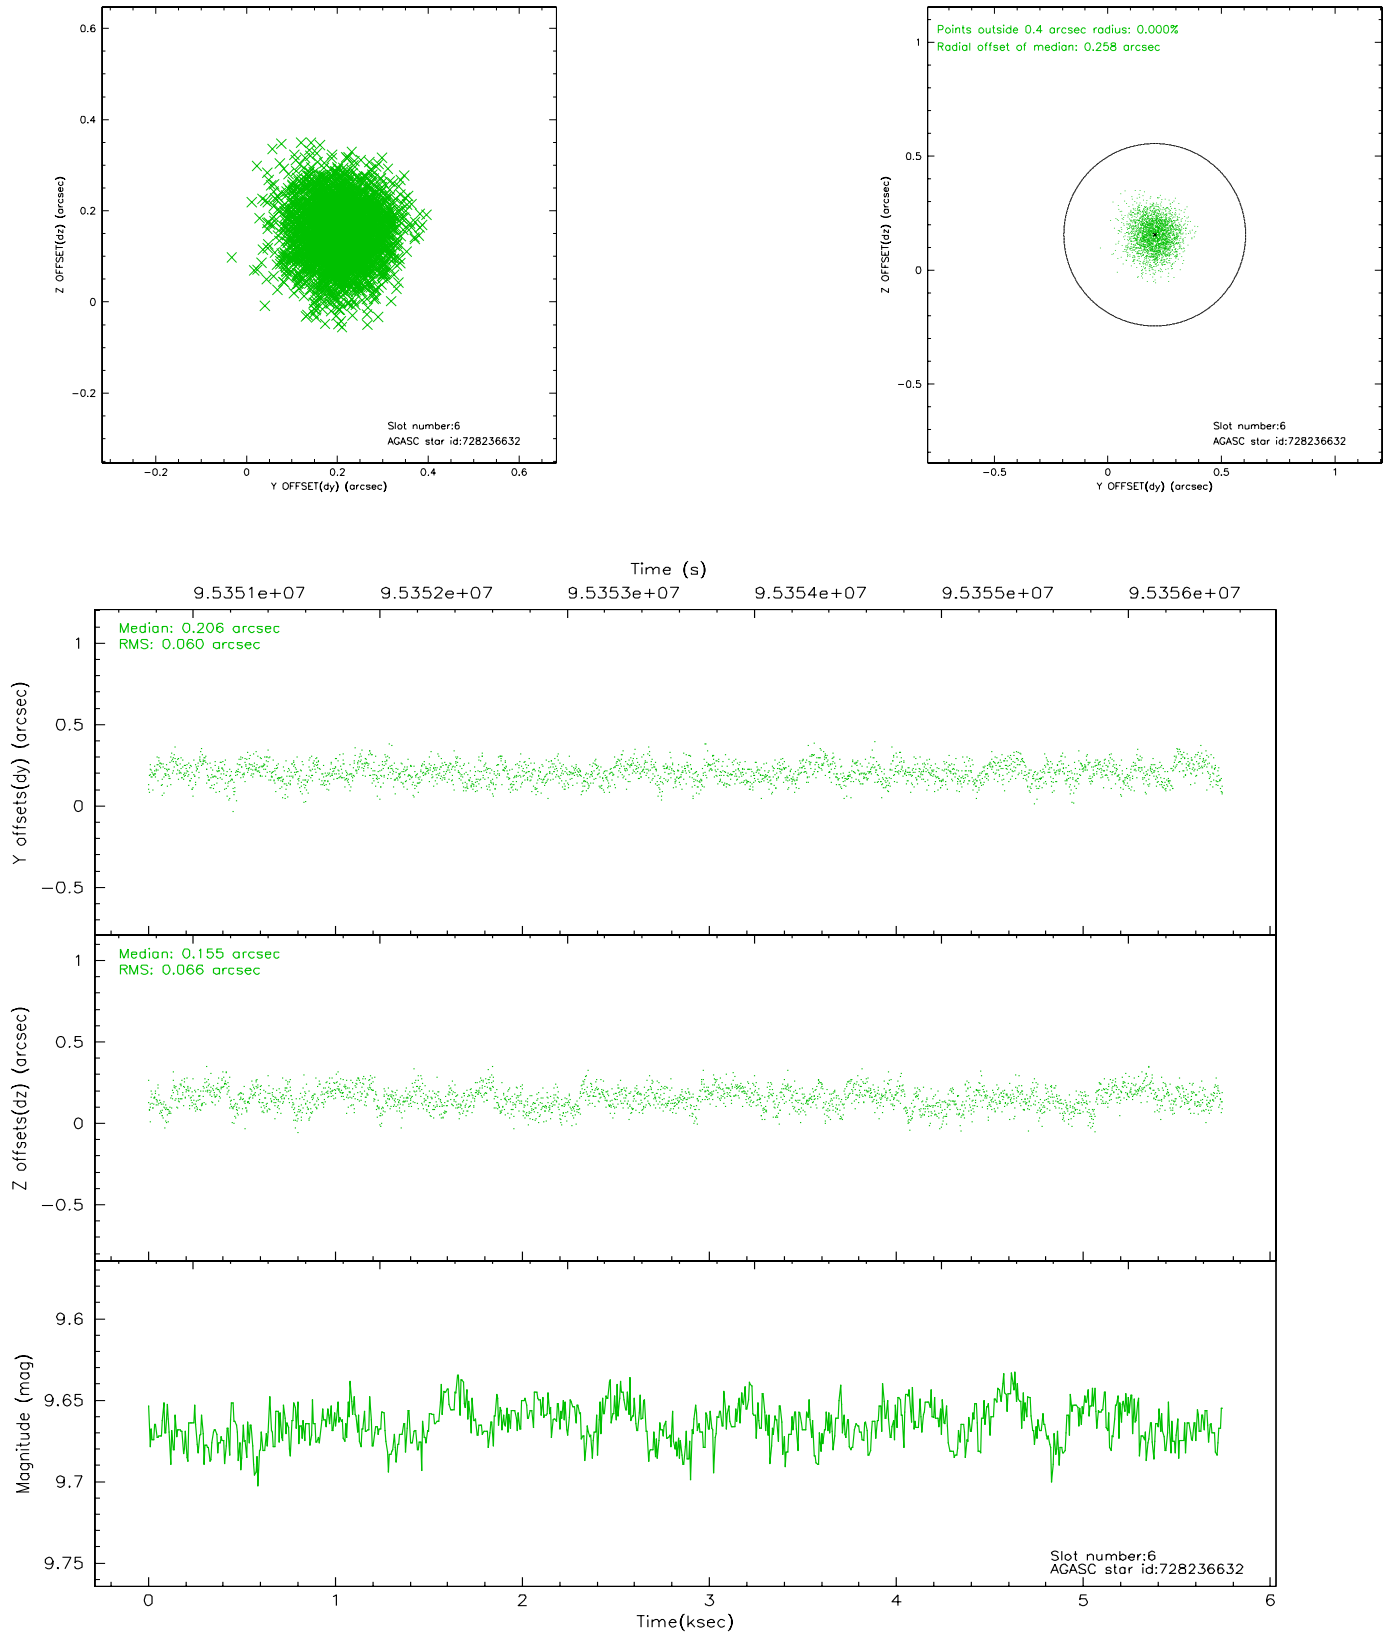 0.6
0.4
0.2
0
−0.2
Z OFFSET(dz) (arcsec)
Slot number:6
AGASC star id:728236632
−0.2 0 0.2 0.4 0.6
Y OFFSET(dy) (arcsec)
Points outside 0.4 arcsec radius: 0.000%
Radial offset of median: 0.258 arcsec
1
0.5
0
−0.5
Z OFFSET(dz) (arcsec)
Slot number:6
AGASC star id:728236632
−0.5 0 0.5 1
Y OFFSET(dy) (arcsec)
Time (s)
9.5351e+07 9.5352e+07 9.5353e+07 9.5354e+07 9.5355e+07 9.5356e+07
Median: 0.206 arcsec
RMS: 0.060 arcsec
1
0.5
0
−0.5
Y offsets(dy) (arcsec)
Median: 0.155 arcsec
RMS: 0.066 arcsec
1
0.5
0
−0.5
Z offsets(dz) (arcsec)
9.6
9.65
9.7
9.75
Magnitude (mag)
Slot number:6
AGASC star id:728236632
0 1 2 3 4 5 6
Time(ksec)